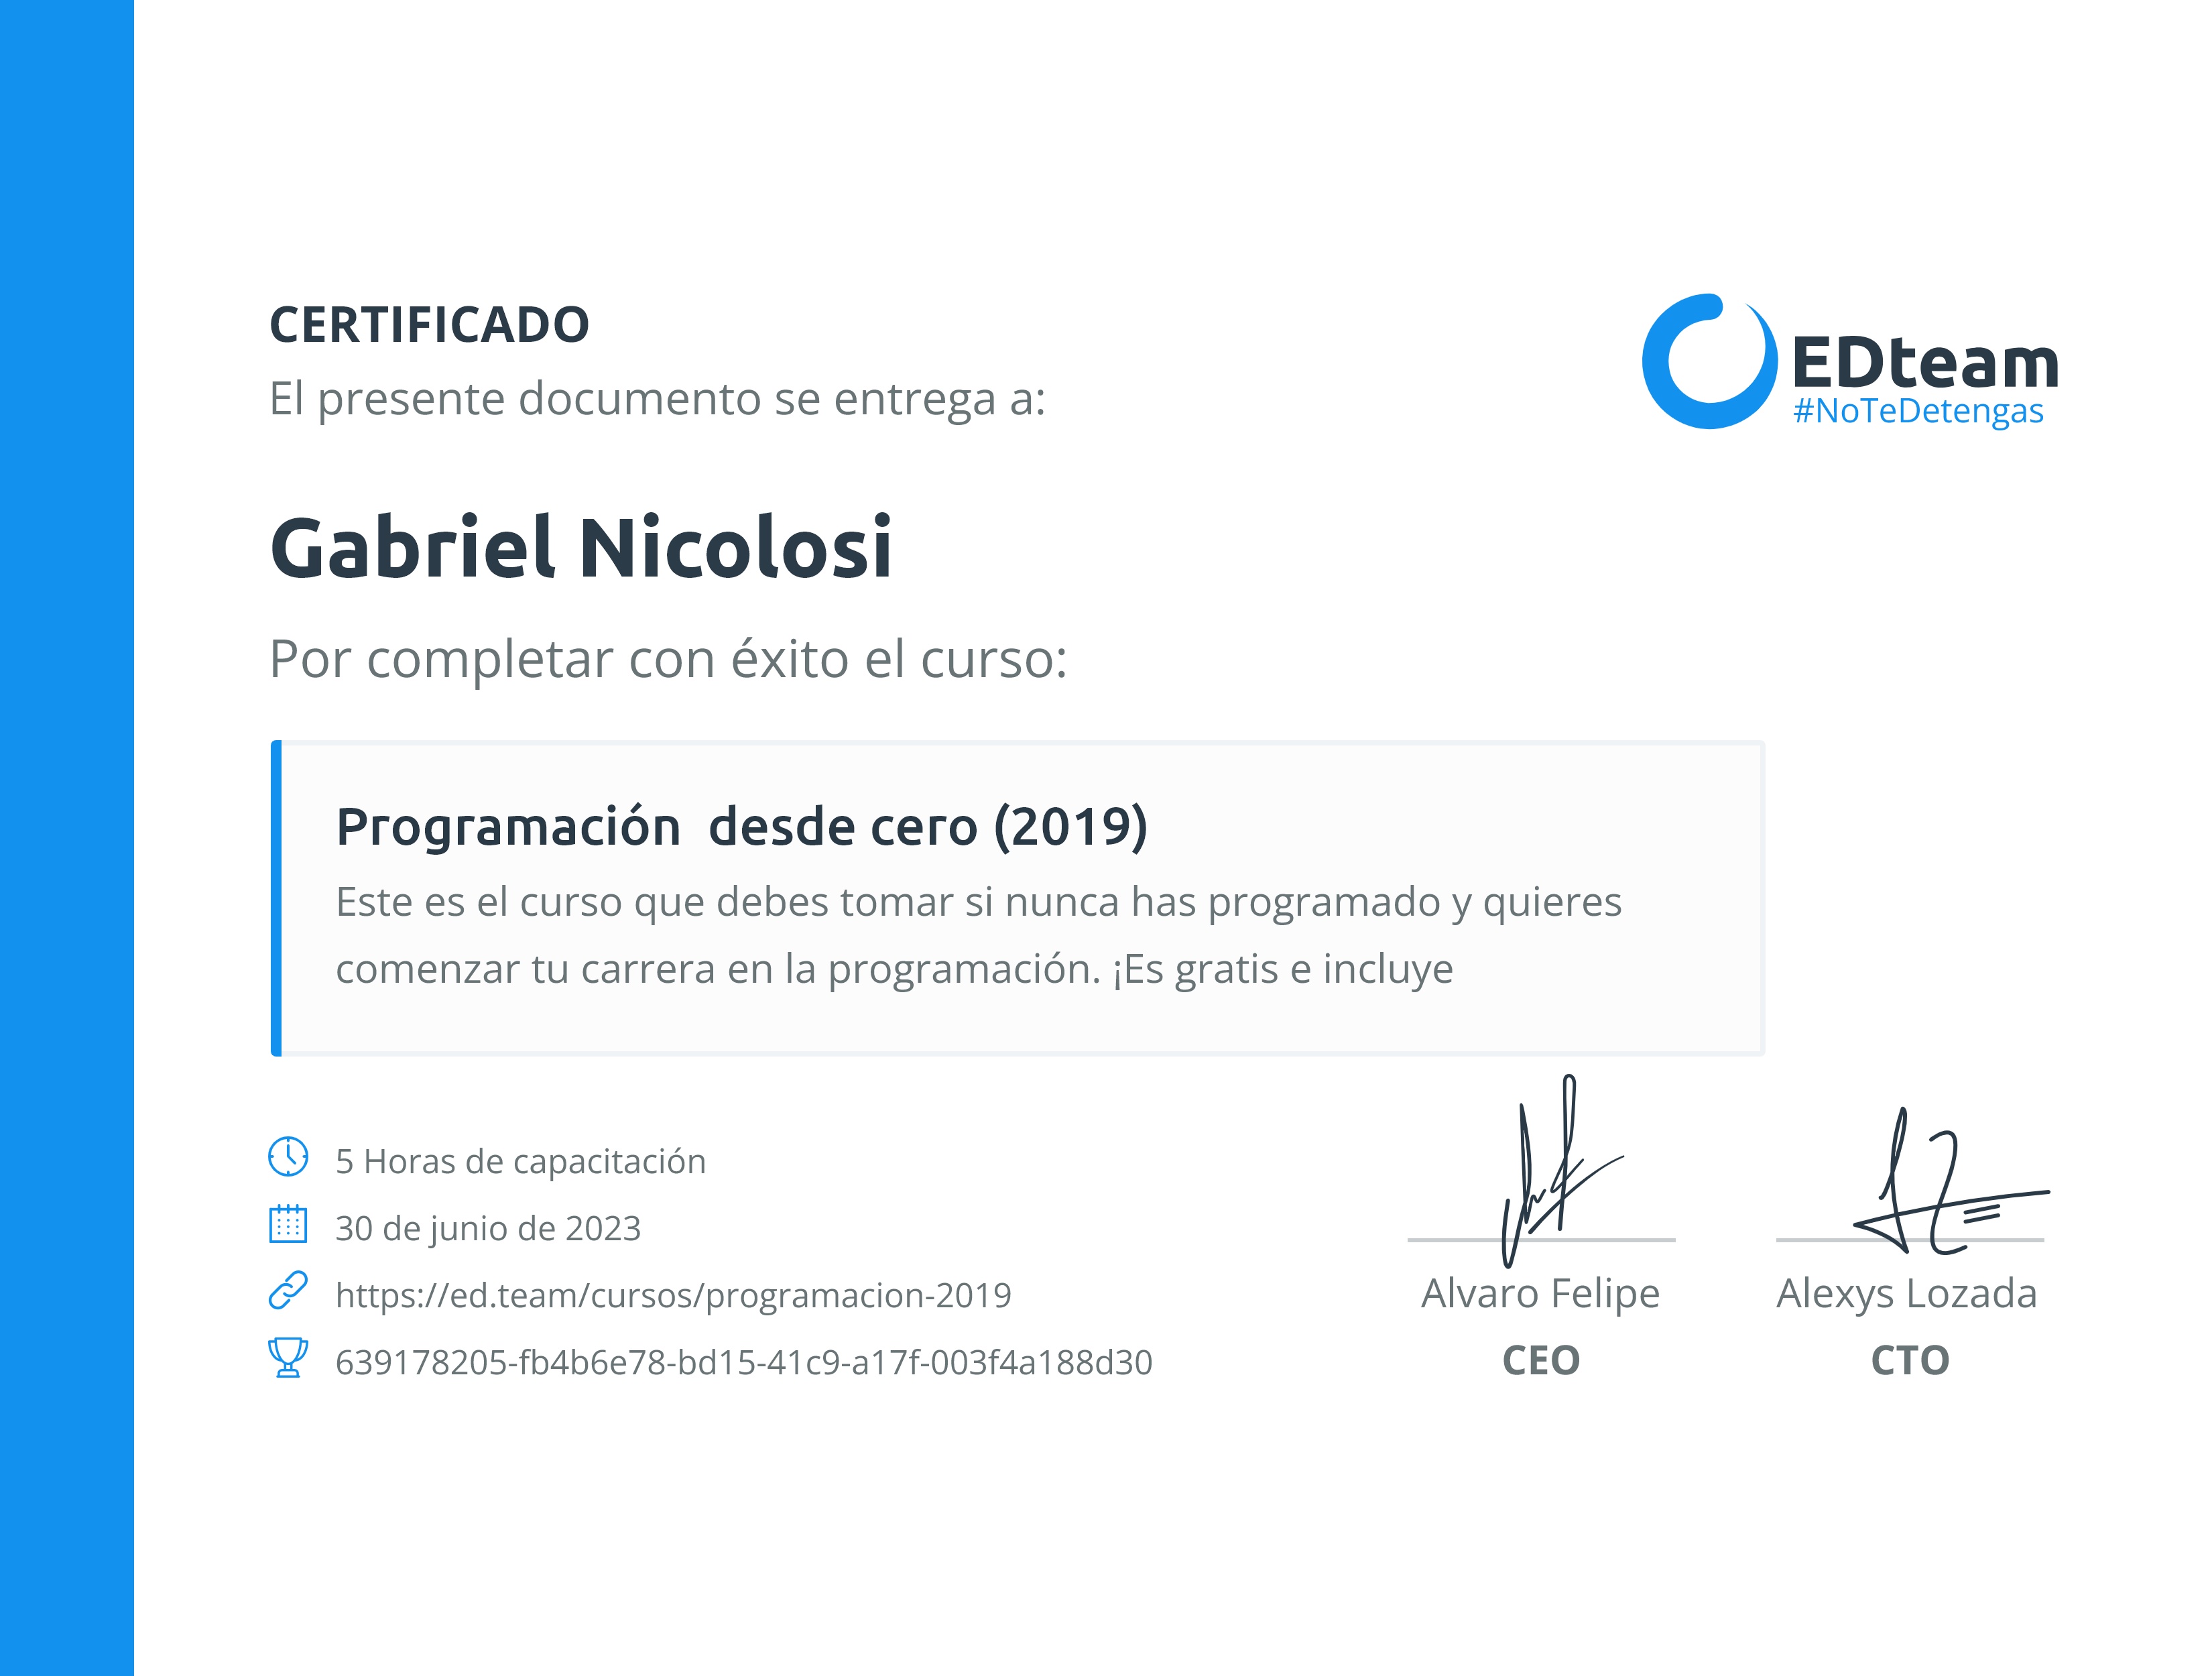 CERTIFICADO
El presente documento se entrega a:
EDteam
#NoTeDetengas
Gabriel Nicolosi
Por completar con éxito el curso:
Programación  desde cero (2019)
Este es el curso que debes tomar si nunca has programado y quieres
comenzar tu carrera en la programación. ¡Es gratis e incluye
5 Horas de capacitación
30 de junio de 2023
https://ed.team/cursos/programacion-2019
639178205-fb4b6e78-bd15-41c9-a17f-003f4a188d30
Alvaro Felipe
CEO
Alexys Lozada
CTO